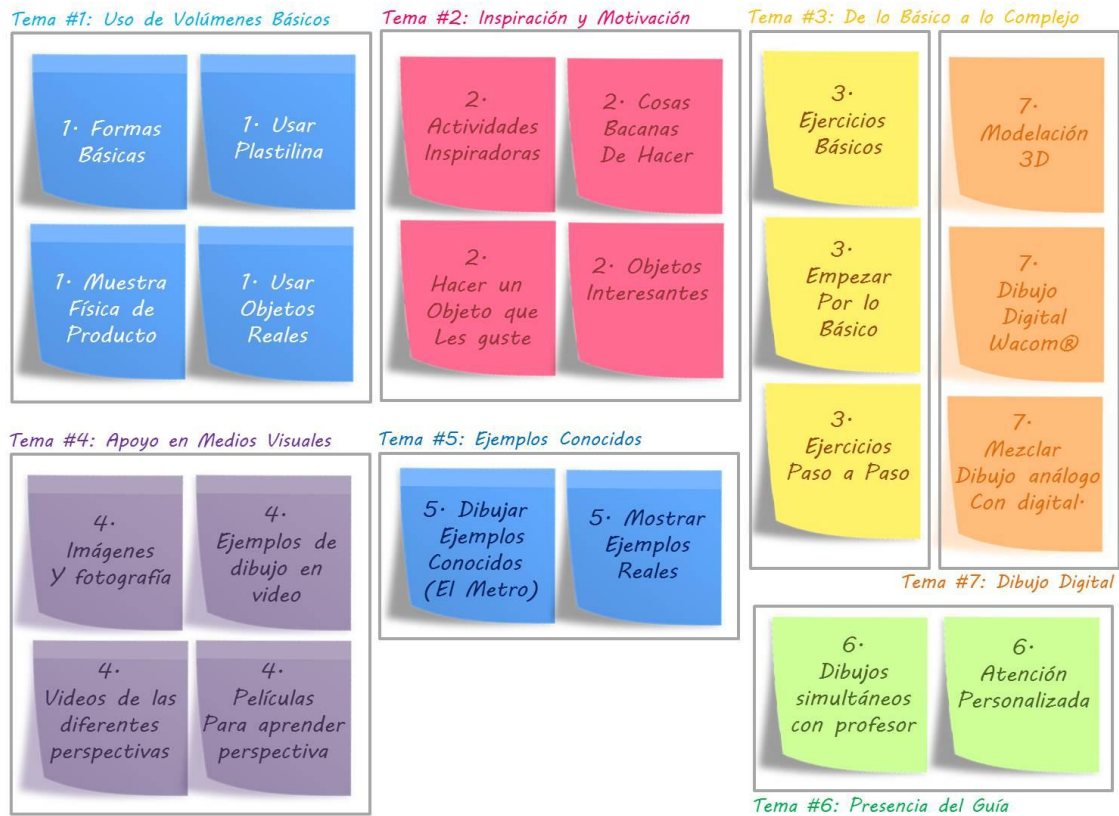 Tema #1: Uso de Volúmenes Básicos
1. Formas
Básicas
1. Usar
Plastilina
1. Muestra
Física de
Producto
1. Usar
Objetos
Reales
Tema #2: Inspiración y Motivación
2.
Actividades
Inspiradoras
2. Cosas
Bacanas
De Hacer
2.
Hacer un
Objeto que
Les guste
2. Objetos
Interesantes
Tema #3: De lo Básico a lo Complejo
3.
Ejercicios
Básicos
3.
Empezar
Por lo
Básico
3.
Ejercicios
Paso a Paso
7.
Modelación
3D
7.
Dibujo
Digital
Wacom®
7.
Mezclar
Dibujo análogo
Con digital.
Tema #7: Dibujo Digital
Tema #4: Apoyo en Medios Visuales
4.
Imágenes
Y fotografía
4.
Ejemplos de
dibujo en
video
4.
Videos de las
diferentes
perspectivas
4.
Películas
Para aprender
perspectiva
Tema #5: Ejemplos Conocidos
5. Dibujar
Ejemplos
Conocidos
(El Metro)
5. Mostrar
Ejemplos
Reales
6.
Dibujos
simultáneos
con profesor
6.
Atención
Personalizada
Tema #6: Presencia del Guía